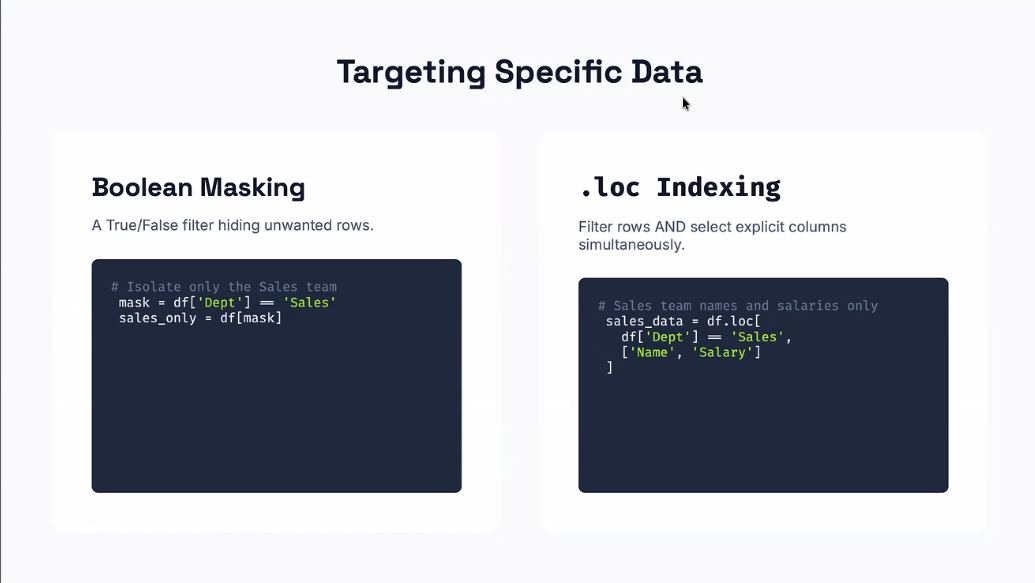 Targeting Specific Data
Boolean Masking
A True/False filter hiding unwanted rows.
# Isolate only the Sales team
mask = df['Dept'] == 'Sales'
sales_only = df[mask]
.loc Indexing
Filter rows AND select explicit columns
simultaneously.
# Sales team names and salaries only
sales_data = df.loc[
df['Dept'] == 'Sales',
['Name', 'Salary']
]